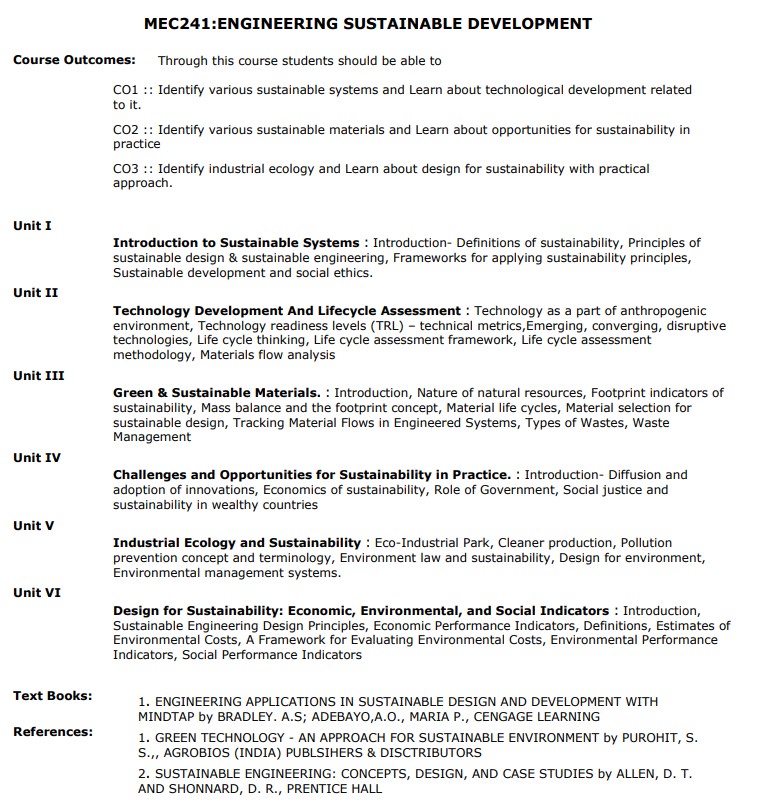 MEC241:ENGINEERING SUSTAINABLE DEVELOPMENT
Course Outcomes: Through this course students should be able to
CO1 :: Identify various sustainable systems and Learn about technological development related
to it.
CO2 :: Identify various sustainable materials and Learn about opportunities for sustainability in
practice
CO3 :: Identify industrial ecology and Learn about design for sustainability with practical
approach.
Unit I
Introduction to Sustainable Systems : Introduction- Definitions of sustainability, Principles of
sustainable design & sustainable engineering, Frameworks for applying sustainability principles,
Sustainable development and social ethics.
Unit II
Technology Development And Lifecycle Assessment : Technology as a part of anthropogenic
environment, Technology readiness levels (TRL) – technical metrics,Emerging, converging, disruptive
technologies, Life cycle thinking, Life cycle assessment framework, Life cycle assessment
methodology, Materials flow analysis
Unit III
Green & Sustainable Materials. : Introduction, Nature of natural resources, Footprint indicators of
sustainability, Mass balance and the footprint concept, Material life cycles, Material selection for
sustainable design, Tracking Material Flows in Engineered Systems, Types of Wastes, Waste
Management
Unit IV
Challenges and Opportunities for Sustainability in Practice. : Introduction- Diffusion and
adoption of innovations, Economics of sustainability, Role of Government, Social justice and
sustainability in wealthy countries
Unit V
Industrial Ecology and Sustainability : Eco-Industrial Park, Cleaner production, Pollution
prevention concept and terminology, Environment law and sustainability, Design for environment,
Environmental management systems.
Unit VI
Design for Sustainability: Economic, Environmental, and Social Indicators : Introduction,
Sustainable Engineering Design Principles, Economic Performance Indicators, Definitions, Estimates of
Environmental Costs, A Framework for Evaluating Environmental Costs, Environmental Performance
Indicators, Social Performance Indicators
Text Books:
1. ENGINEERING APPLICATIONS IN SUSTAINABLE DESIGN AND DEVELOPMENT WITH
MINDTAP by BRADLEY. A.S; ADEBAYO,A.O., MARIA P., CENGAGE LEARNING
References:
1. GREEN TECHNOLOGY - AN APPROACH FOR SUSTAINABLE ENVIRONMENT by PUROHIT, S.
S.,, AGROBIOS (INDIA) PUBLSIHERS & DISCTRIBUTORS
2. SUSTAINABLE ENGINEERING: CONCEPTS, DESIGN, AND CASE STUDIES by ALLEN, D. T.
AND SHONNARD, D. R., PRENTICE HALL